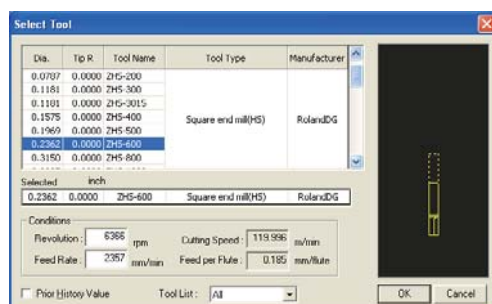 Select Tool
Dia. Tip R Tool Name Tool Type Manufacturer
0.0787 0.0000 ZHS-200
0.1181 0.0000 ZHS-300
0.1181 0.0000 ZHS-3015
0.1575 0.0000 ZHS-400 Square end mill(HS) RolandDG
0.1969 0.0000 ZHS-500
0.2362 0.0000 ZHS-600
0.3150 0.0000 ZHS-800
Selected inch
0.2362 0.0000 ZHS-600 Square end mill(HS) RolandDG
Conditions
Revolution : 6366 rpm Cutting Speed : 119.996 m/min
Feed Rate : 2357 mm/min Feed per Flute : 0.185 mm/flute
Prior History Value Tool List : All OK Cancel